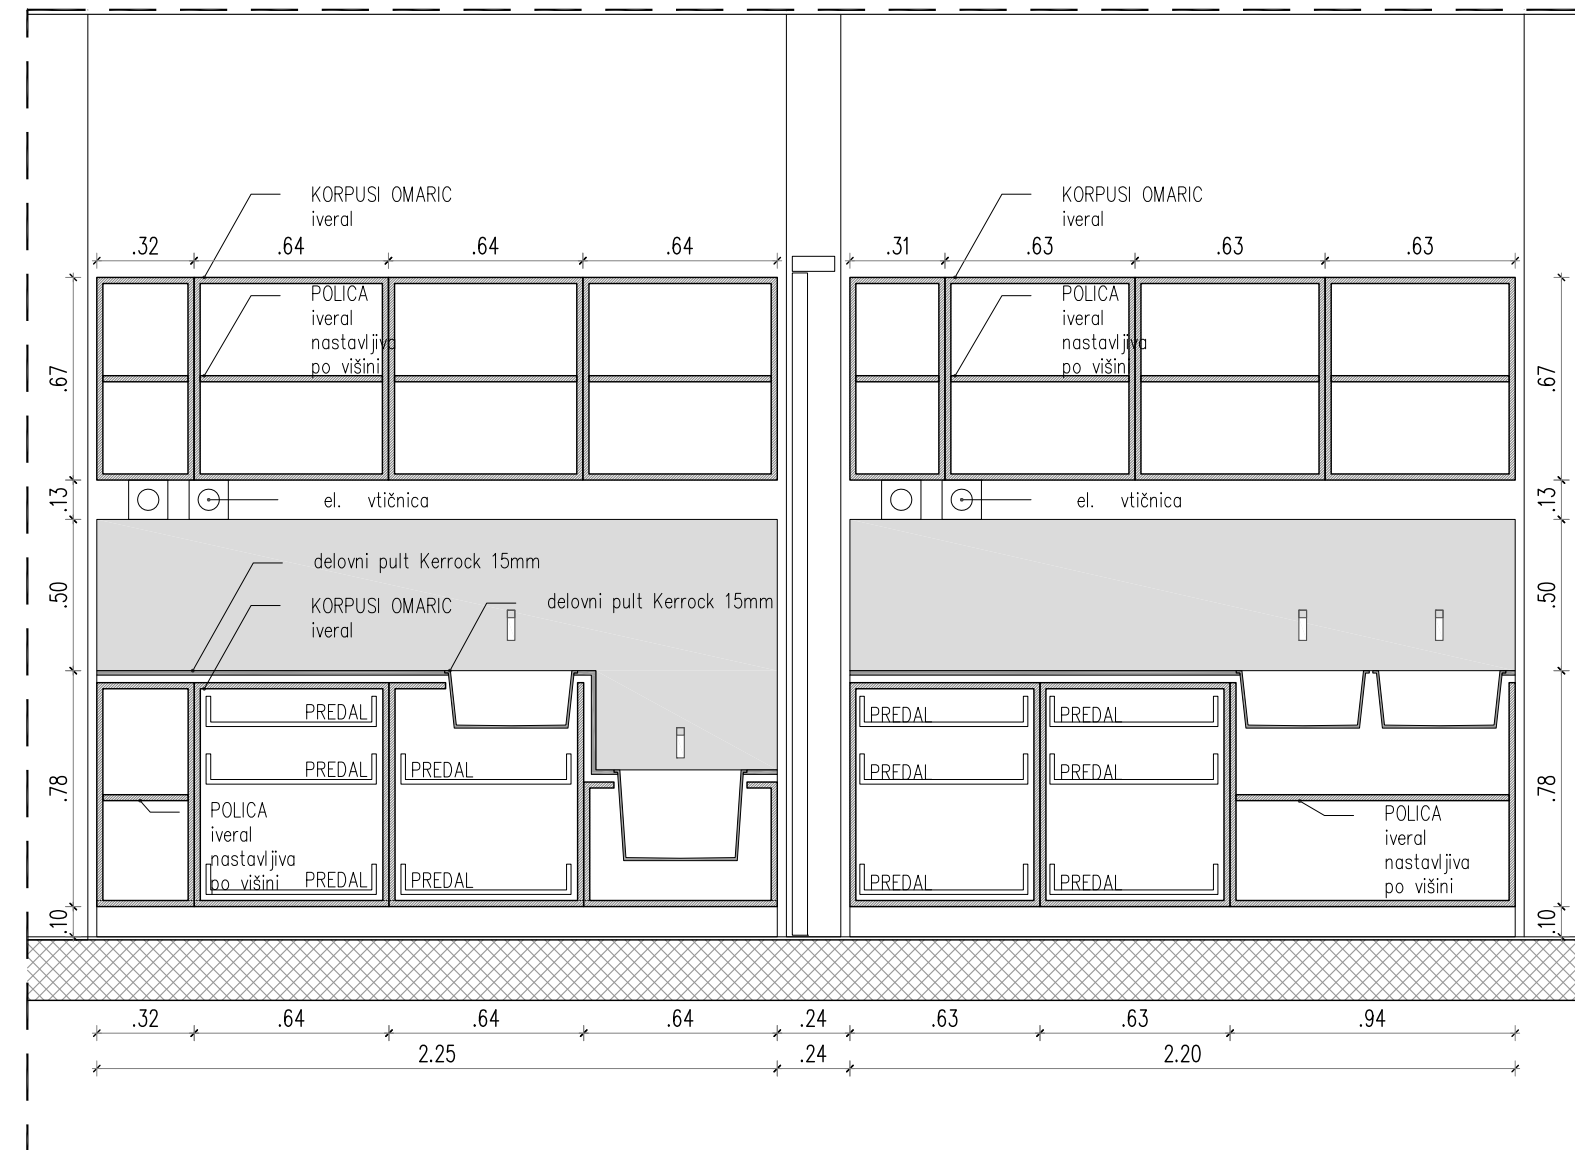 KORPUSI OMARIC
iveral
KORPUSI OMARIC
iveral
.32
.64
.64
.64
.31
.63
.63
.63
POLICA
iveral
nastavljiva
po višini
POLICA
iveral
nastavljiva
po višini
.67
.67
.13
el. vtičnica
el. vtičnica
.13
delovni pult Kerrock 15mm
.50
KORPUSI OMARIC
iveral
delovni pult Kerrock 15mm
.50
PREDAL
PREDAL
PREDAL
PREDAL
PREDAL
PREDAL
PREDAL
.78
.78
POLICA
iveral
nastavljiva
po višini
POLICA
iveral
nastavljiva
po višini
PREDAL
PREDAL
PREDAL
PREDAL
.10
.10
.32
.64
.64
.64
.24
.63
.63
.94
2.25
.24
2.20